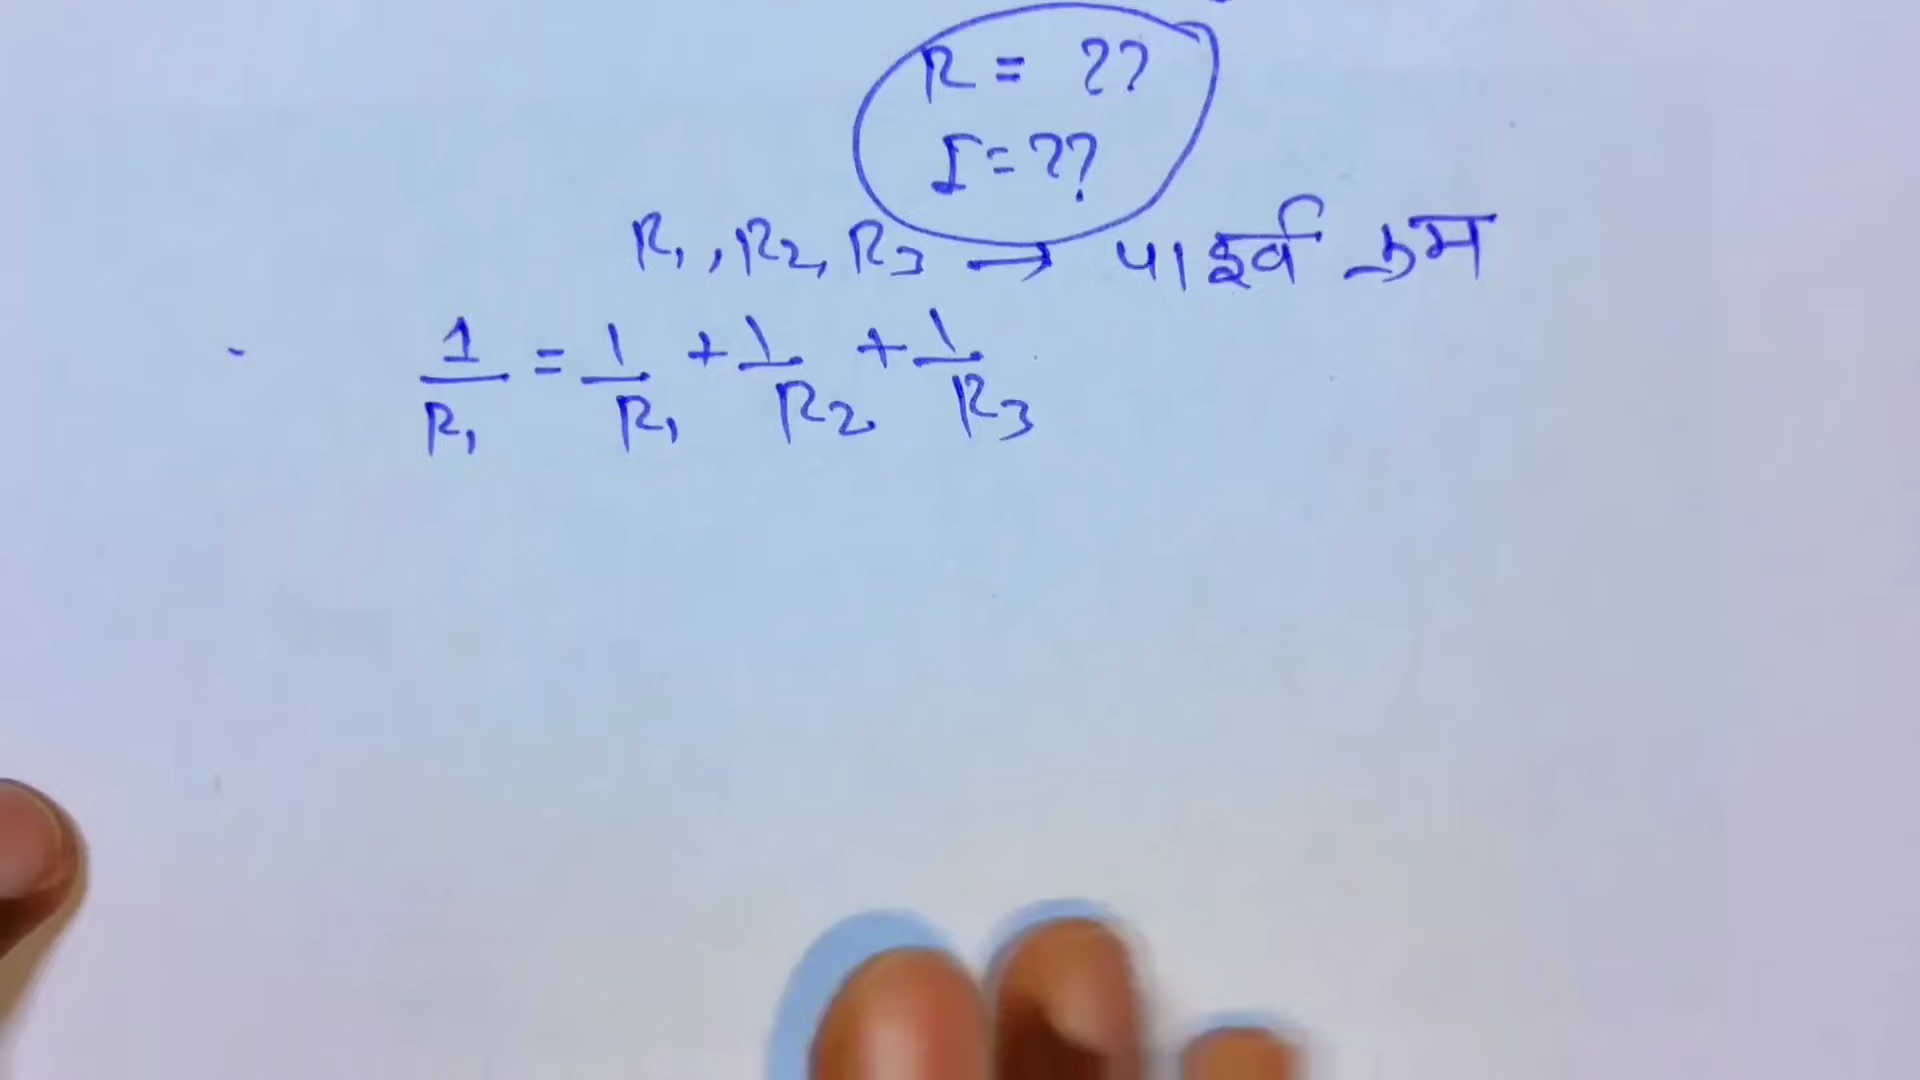 R = ??
I = ??
R₁, R₂, R₃ → पार्श्व क्रम
1/R₁ = 1/R₁ + 1/R₂ + 1/R₃